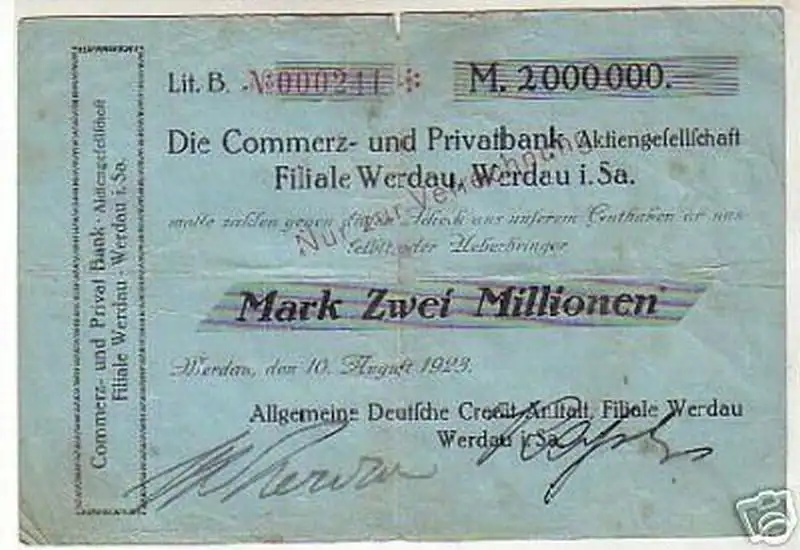 Lit. B. № 000241
M. 2000000.
Die Commerz- und Privatbank Aktiengesellschaft
Filiale Werdau, Werdau i. Sa.
wolle zahlen gegen diesen Scheck aus unserem Guthaben an uns
selbst oder Ueberbringer
Nur zur Verrechnung
Mark Zwei Millionen
Werdau, den 10. August 1923.
Allgemeine Deutsche Credit-Anstalt, Filiale Werdau
Werdau i. Sa.
Commerz- und Privat Bank - Aktiengesellschaft
Filiale Werdau - Werdau i. Sa.